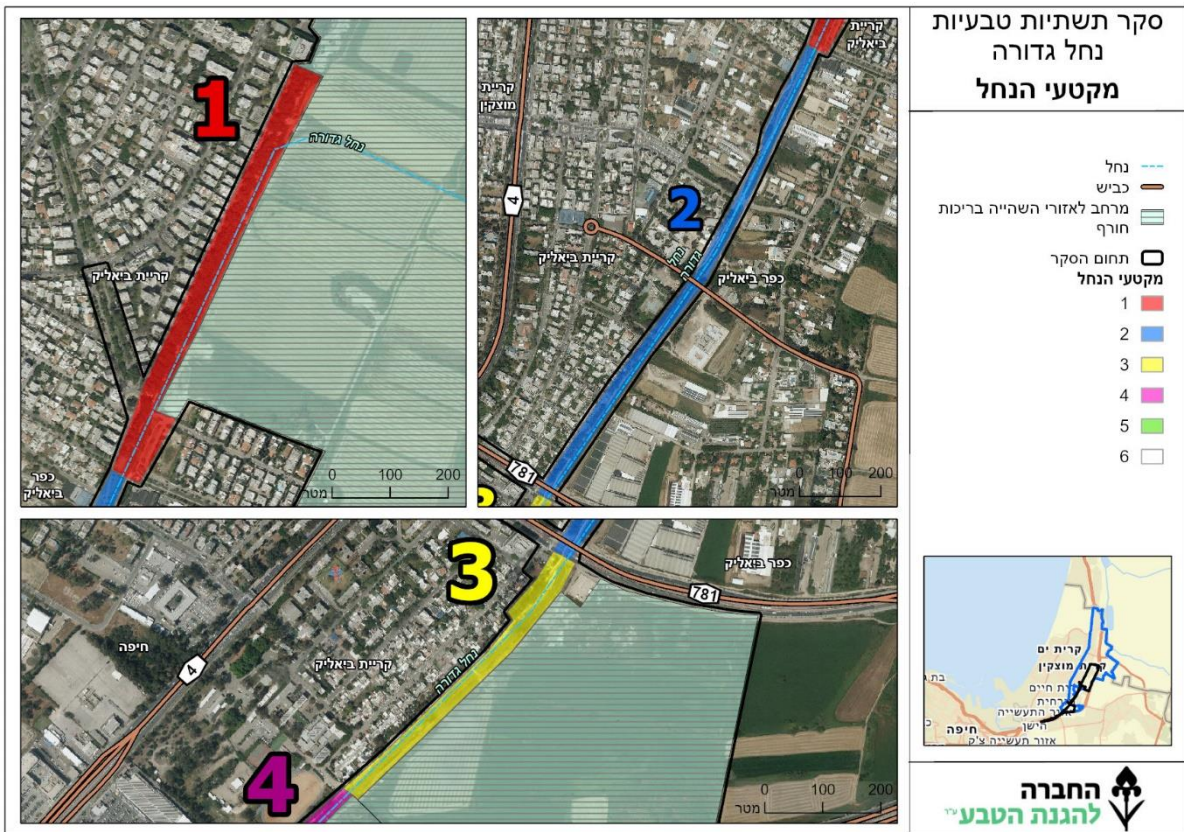 סקר תשתיות טבעיות
נחל גדורה
מקטעי הנחל
נחל
כביש
מרחב לאזורי השהייה בריכות
חורף
תחום הסקר
מקטעי הנחל
1
2
3
4
5
6
1
נחל גדורה
קריית ביאליק
כפר
ביאליק
0 100 200
מטר
קריית
ביאליק
קריית
מוצקין
4
2
קריית ביאליק
נחל
גדורה
כפר ביאליק
781
0 100 200
מטר
3
781
כפר ביאליק
חיפה
4
קריית ביאליק
נחל גדורה
4
0 100 200
מטר
קרית ים
מוצקין
חיפה
אזור תעשייה צ'ק
החברה
להגנת הטבע ע"ר